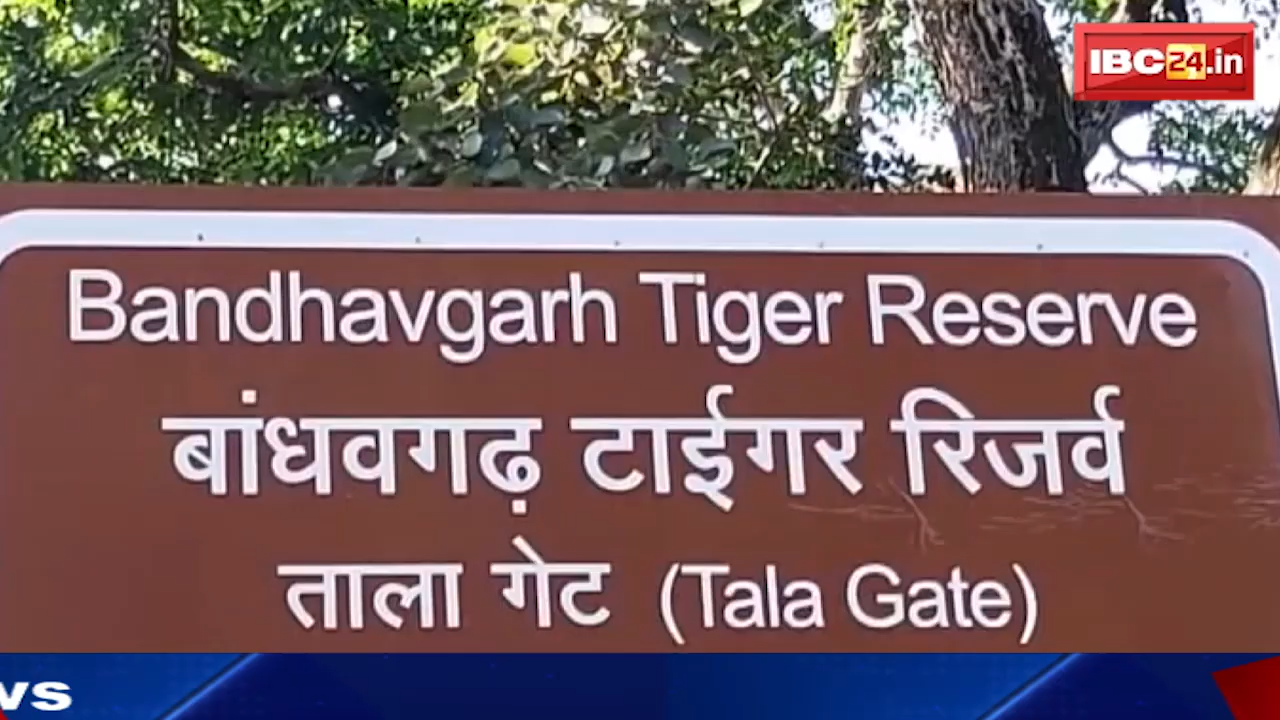 IBC24.in
Bandhavgarh Tiger Reserve
बांधवगढ़ टाईगर रिजर्व
ताला गेट (Tala Gate)